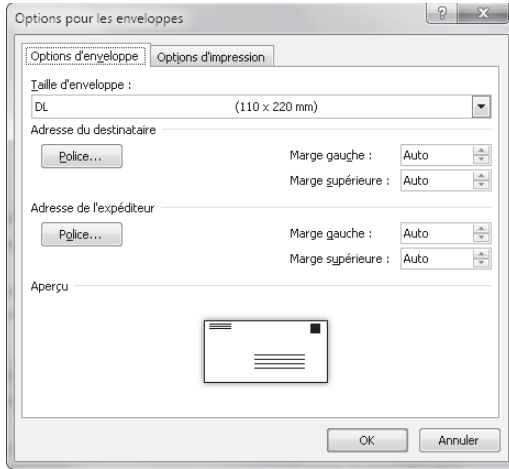 Options pour les enveloppes
Options d'enveloppe Options d'impression
Taille d'enveloppe :
DL (110 x 220 mm)
Adresse du destinataire
Police... Marge gauche : Auto
Marge supérieure : Auto
Adresse de l'expéditeur
Police... Marge gauche : Auto
Marge supérieure : Auto
Aperçu
OK Annuler